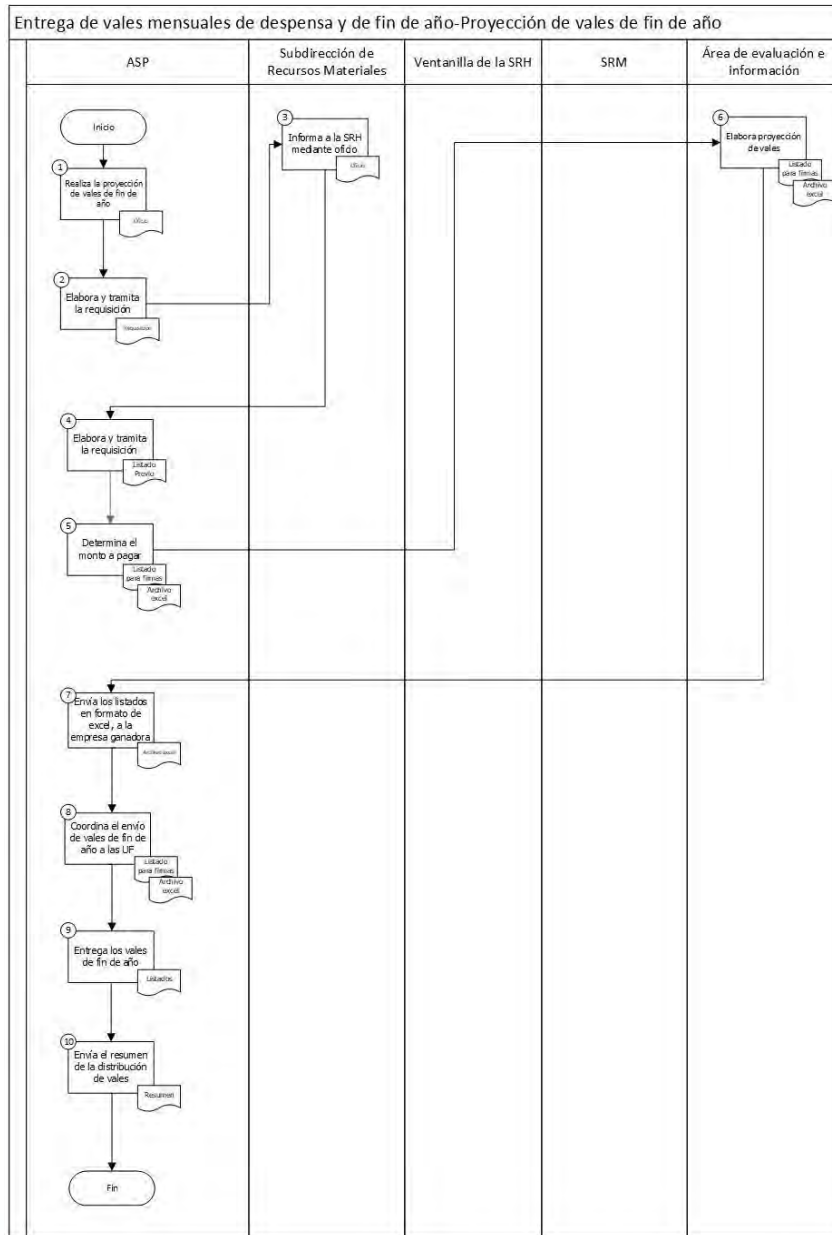 Entrega de vales mensuales de despensa y de fin de año-Proyección de vales de fin de año
ASP
Subdirección de
Recursos Materiales
Ventanilla de la SRH
SRM
Área de evaluación e
información
Inicio
1
Realiza la proyección
de vales de fin de
año
Oficio
2
Elabora y tramita
la requisición
Requisición
3
Informa a la SRH
mediante oficio
Oficio
4
Elabora y tramita
la requisición
Listado
Previo
5
Determina el
monto a pagar
Listado
para firmas
Archivo
excel
6
Elabora proyección
de vales
Listado
para firmas
Archivo
excel
7
Envía los listados
en formato de
excel, a la
empresa ganadora
Archivo excel
8
Coordina el envío
de vales de fin de
año a las UF
Listado
para firmas
Archivo
excel
9
Entrega los vales
de fin de año
Listados
10
Envía el resumen
de la distribución
de vales
Resumen
Fin